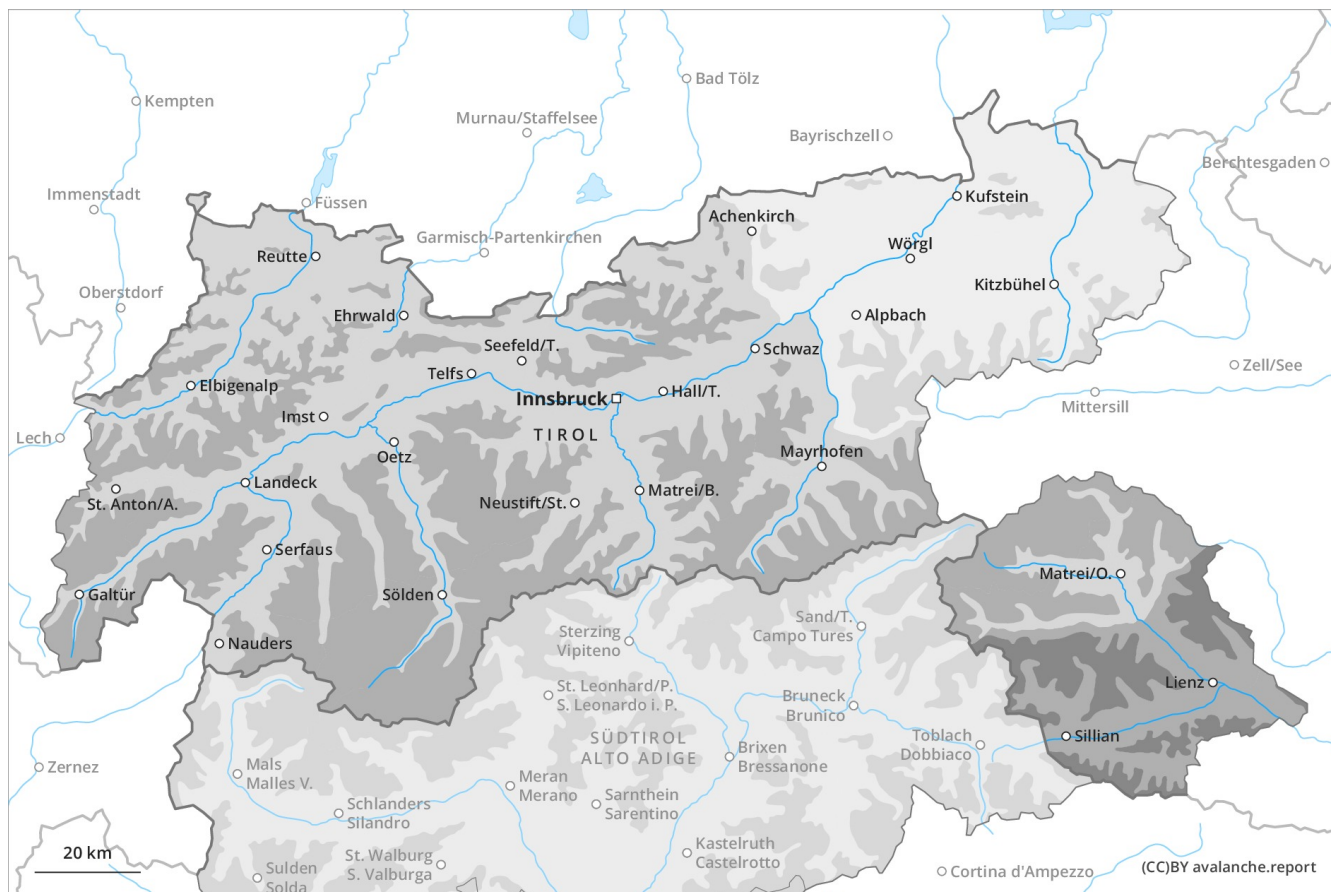 Bad Tölz
Kempten
Murnau/Staffelsee
Bayrischzell
Berchtesgaden
Immenstadt
Füssen
Kufstein
Achenkirch
Garmisch-Partenkirchen
Wörgl
Reutte
Oberstdorf
Kitzbühel
Ehrwald
Alpbach
Seefeld/T.
Schwaz
Zell/See
Telfs
Elbigenalp
Hall/T.
Innsbruck
Mittersill
Imst
Lech
TIROL
Oetz
Mayrhofen
Landeck
St. Anton/A.
Neustift/St.
Matrei/B.
Serfaus
Matrei/O.
Galtür
Sölden
Sand/T.
Campo Tures
Sterzing
Vipiteno
Nauders
Lienz
St. Leonhard/P.
S. Leonardo i. P.
Bruneck
Brunico
Toblach
Dobbiaco
Sillian
SÜDTIROL
ALTO ADIGE
Brixen
Bressanone
Zernez
Mals
Malles V.
Meran
Merano
Sarnthein
Sarentino
Schlanders
Silandro
Kastelruth
Castelrotto
20 km
St. Walburg
S. Valburga
Sulden
Solda
Cortina d'Ampezzo
(CC)BY avalanche.report